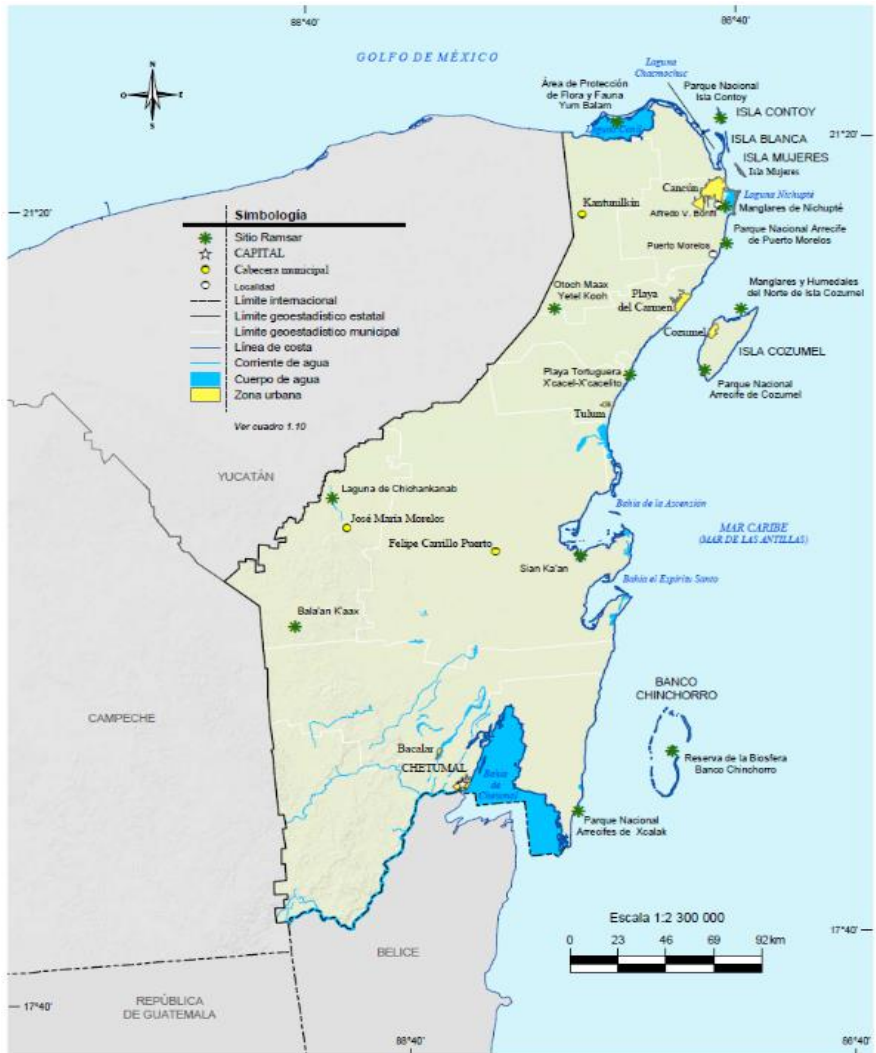 88°40'
86°40'
GOLFO DE MÉXICO
N
O
E
S
Laguna
Chacmochuc
Área de Protección
de Flora y Fauna
Yum Balam
Parque Nacional
Isla Contoy
ISLA CONTOY
21°20'
ISLA BLANCA
ISLA MUJERES
Isla Mujeres
Cancún
Laguna Nichupté
Kantunilkín
Alfredo V. Bonfil
Manglares de Nichupté
21°20'
Parque Nacional Arrecife
de Puerto Morelos
Puerto Morelos
Simbología
Sitio Ramsar
CAPITAL
Cabecera municipal
Localidad
Límite internacional
Límite geoestadístico estatal
Límite geoestadístico municipal
Línea de costa
Corriente de agua
Cuerpo de agua
Zona urbana
Ver cuadro 1.10
Otoch Maax
Yetel Kooh
Playa
del Carmen
Manglares y Humedales
del Norte de Isla Cozumel
Cozumel
ISLA COZUMEL
Playa Tortuguera
X'cacel-X'cacelito
Parque Nacional
Arrecife de Cozumel
Tulum
YUCATÁN
Laguna de Chichankanab
José María Morelos
Bahía de la Ascensión
Felipe Carrillo Puerto
MAR CARIBE
(MAR DE LAS ANTILLAS)
Sian Ka'an
Bahía el Espíritu Santo
Bala'an K'aax
BANCO
CHINCHORRO
CAMPECHE
Bacalar
CHETUMAL
Bahía
de
Chetumal
Reserva de la Biosfera
Banco Chinchorro
Parque Nacional
Arrecifes de Xcalak
Escala 1:2 300 000
0 23 46 69 92 km
17°40'
BELICE
17°40'
REPÚBLICA
DE GUATEMALA
88°40'
86°40'